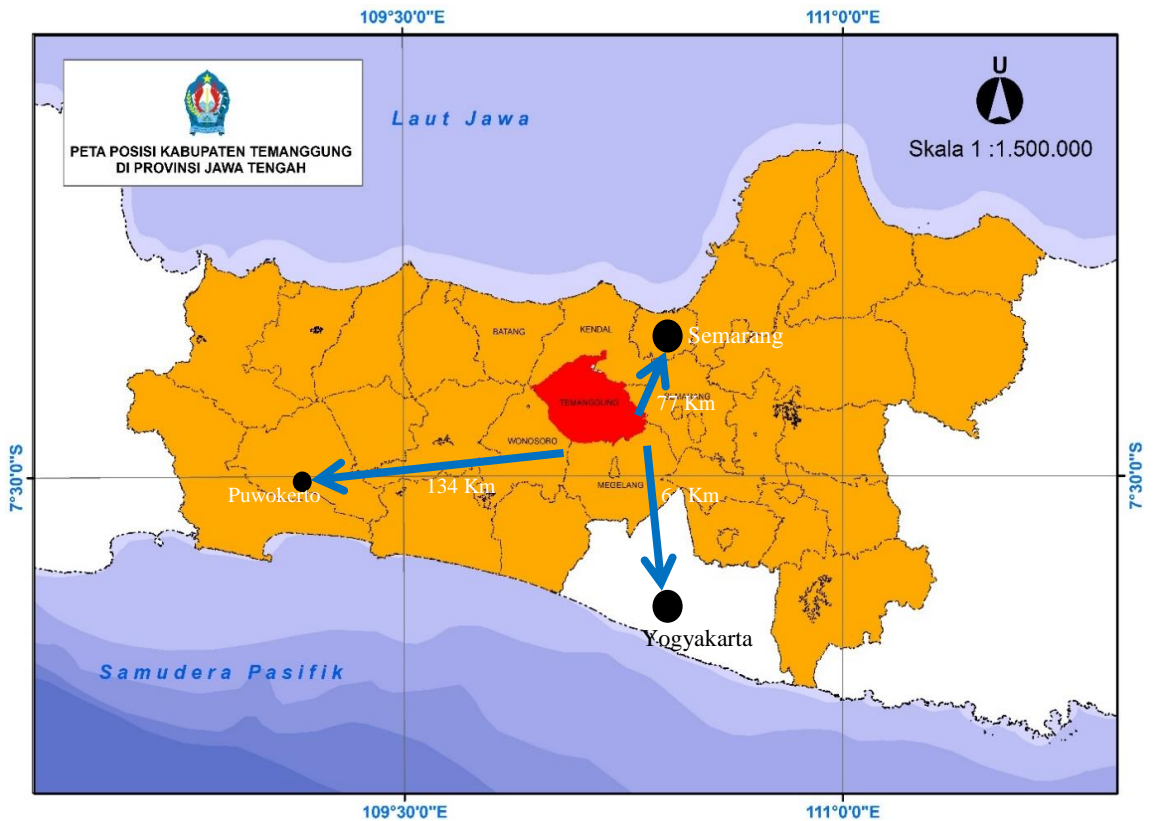 109°30'0"E
111°0'0"E
PETA POSISI KABUPATEN TEMANGGUNG
DI PROVINSI JAWA TENGAH
Laut Jawa
U
Skala 1 :1.500.000
BATANG
KENDAL
Semarang
TEMANGGUNG
77 Km
WONOSORO
7°30'0"S
7°30'0"S
Puwokerto
134 Km
MEGELANG
Km
Yogyakarta
Samudera Pasifik
109°30'0"E
111°0'0"E